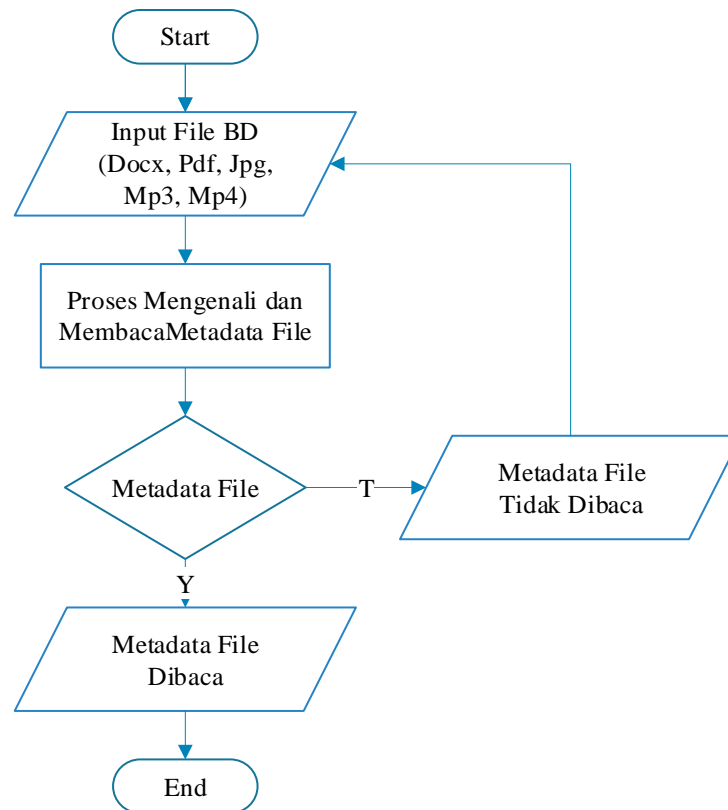 Start
Input File BD
(Docx, Pdf, Jpg,
Mp3, Mp4)
Proses Mengenali dan
MembacaMetadata File
Metadata File
T
Metadata File
Tidak Dibaca
Y
Metadata File
Dibaca
End